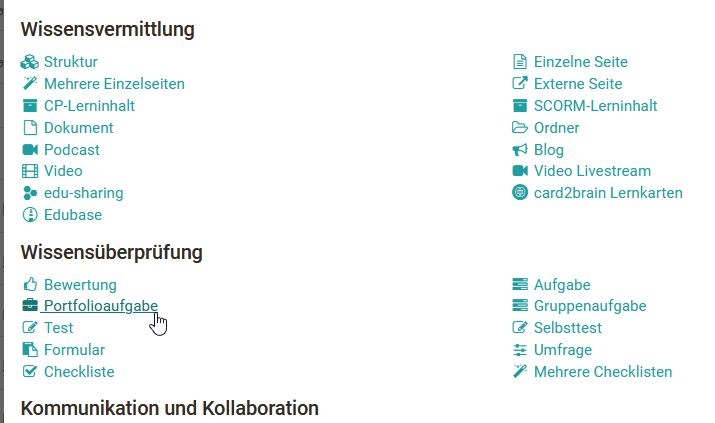 Wissensvermittlung
Struktur
Einzelne Seite
Mehrere Einzelseiten
Externe Seite
CP-Lerninhalt
SCORM-Lerninhalt
Dokument
Ordner
Podcast
Blog
Video
Video Livestream
edu-sharing
card2brain Lernkarten
Edubase
Wissensüberprüfung
Bewertung
Aufgabe
Portfolioaufgabe
Gruppenaufgabe
Test
Selbsttest
Formular
Umfrage
Checkliste
Mehrere Checklisten
Kommunikation und Kollaboration